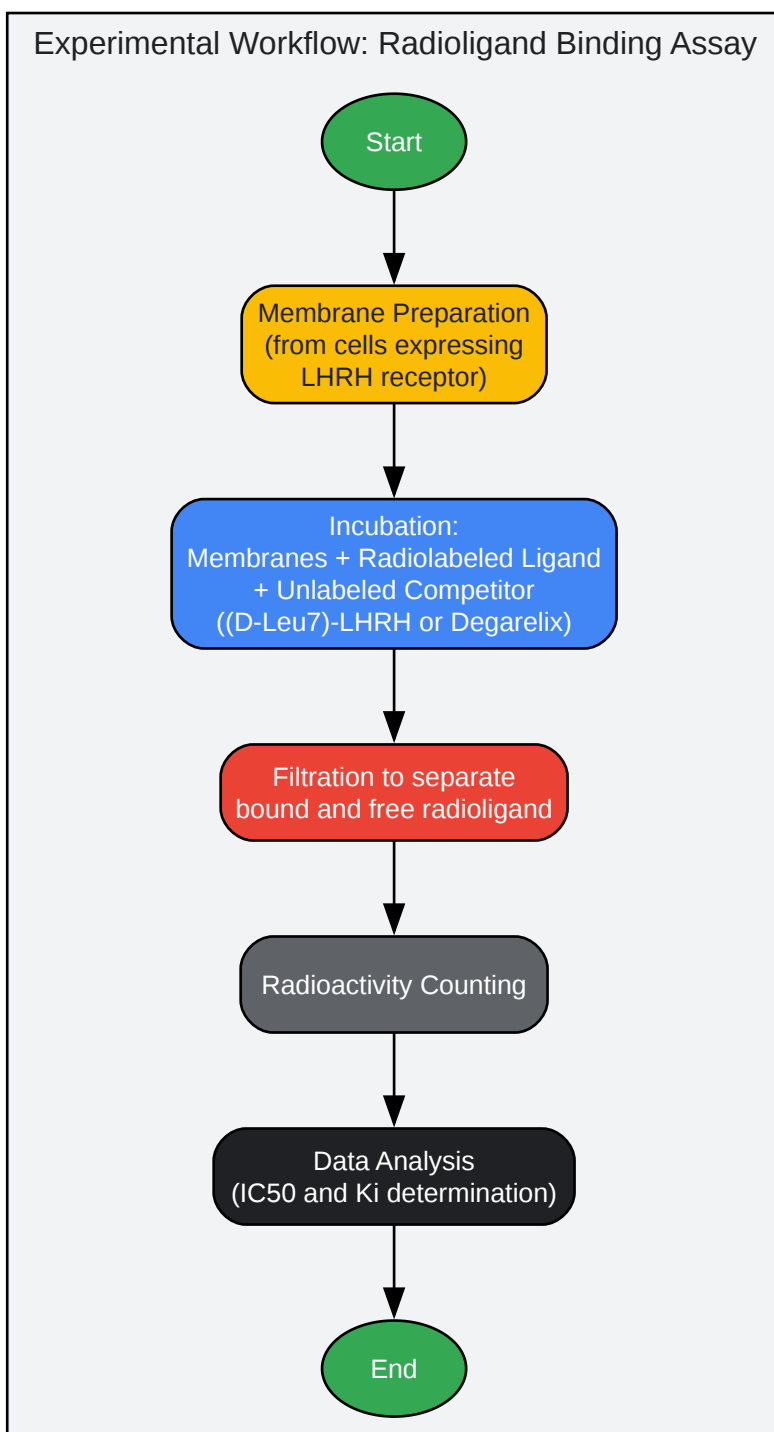 Experimental Workflow: Radioligand Binding Assay
Start
Membrane Preparation
(from cells expressing
LHRH receptor)
Incubation:
Membranes + Radiolabeled Ligand
+ Unlabeled Competitor
((D-Leu7)-LHRH or Degarelix)
Filtration to separate
bound and free radioligand
Radioactivity Counting
Data Analysis
(IC50 and Ki determination)
End